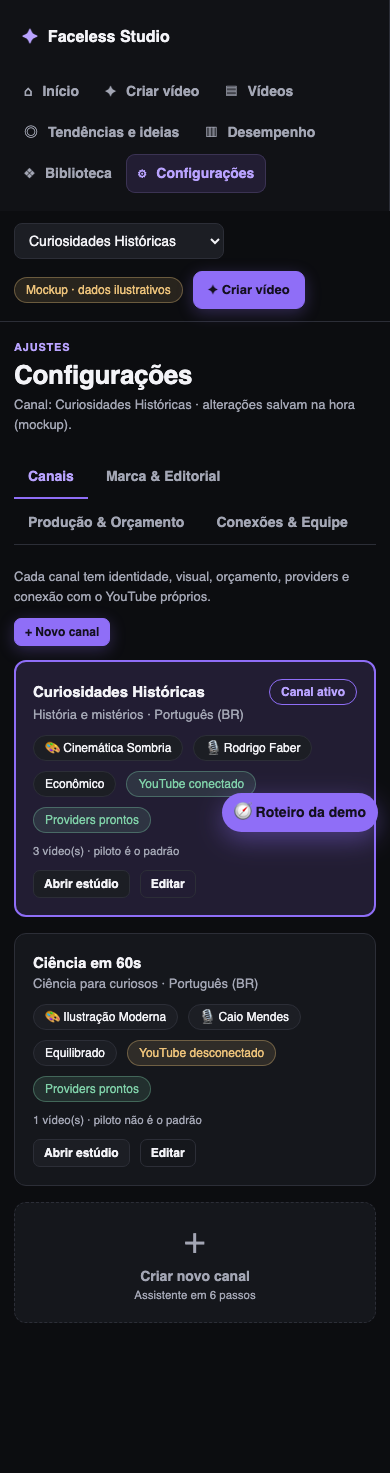 Faceless Studio
Início
Criar vídeo
Vídeos
Tendências e ideias
Desempenho
Biblioteca
Configurações
Curiosidades Históricas
Mockup · dados ilustrativos
✦ Criar vídeo
AJUSTES
Configurações
Canal: Curiosidades Históricas · alterações salvam na hora
(mockup).
Canais
Marca & Editorial
Produção & Orçamento
Conexões & Equipe
Cada canal tem identidade, visual, orçamento, providers e
conexão com o YouTube próprios.
+ Novo canal
Curiosidades Históricas
Canal ativo
História e mistérios · Português (BR)
🎨 Cinemática Sombria
🎙️ Rodrigo Faber
Econômico
YouTube conectado
Providers prontos
🧭 Roteiro da demo
3 vídeo(s) · piloto é o padrão
Abrir estúdio
Editar
Ciência em 60s
Ciência para curiosos · Português (BR)
🎨 Ilustração Moderna
🎙️ Caio Mendes
Equilibrado
YouTube desconectado
Providers prontos
1 vídeo(s) · piloto não é o padrão
Abrir estúdio
Editar
+
Criar novo canal
Assistente em 6 passos